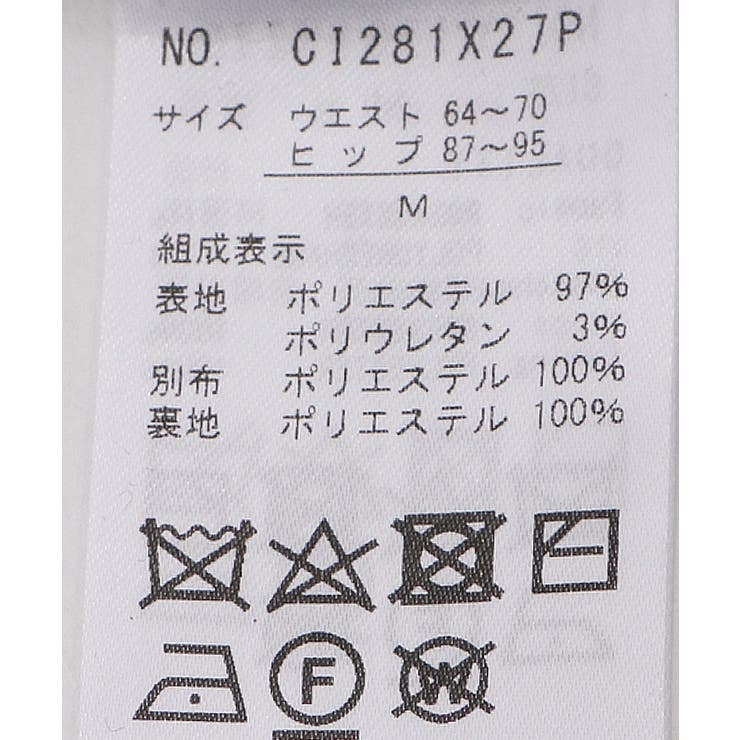 NO. CI281X27P
サイズ ウエスト 64〜70
ヒップ 87〜95
M
組成表示
表地 ポリエステル 97%
ポリウレタン 3%
別布 ポリエステル 100%
裏地 ポリエステル 100%
F
W